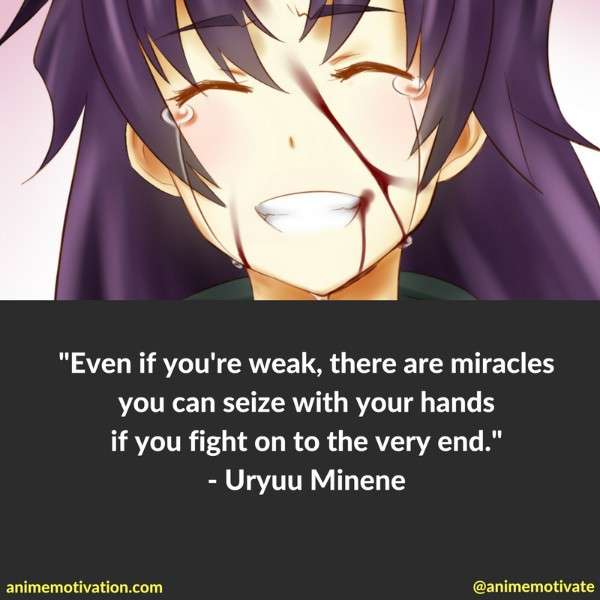 "Even if you're weak, there are miracles
you can seize with your hands
if you fight on to the very end."
- Uryuu Minene
animemotivation.com
@animemotivate